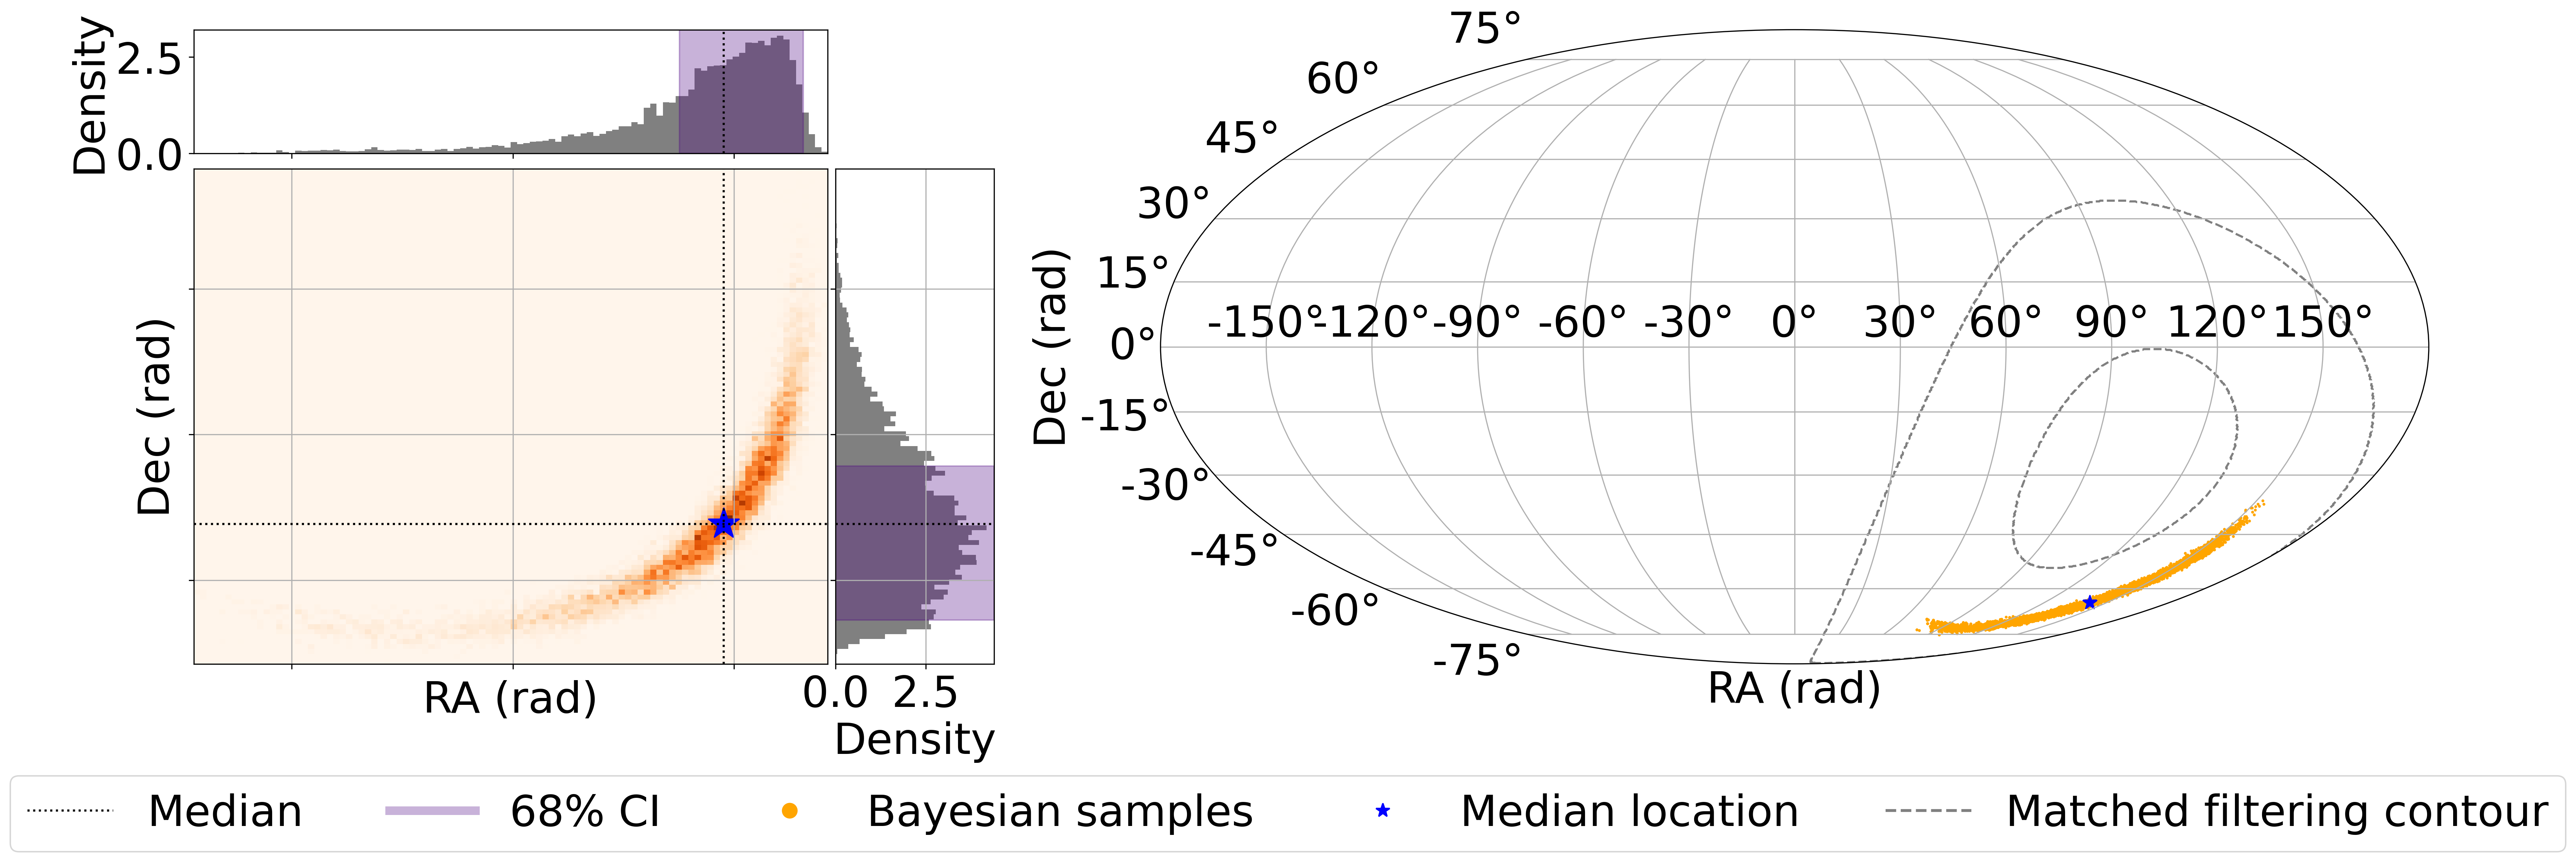 Density
2.5
0.0
Dec (rad)
RA (rad)
0.0 2.5
Density
75°
60°
45°
30°
15°
0°
-15°
-30°
-45°
-60°
-75°
-150° -120° -90° -60° -30° 0° 30° 60° 90° 120° 150°
Dec (rad)
RA (rad)
Median 68% CI Bayesian samples Median location Matched filtering contour